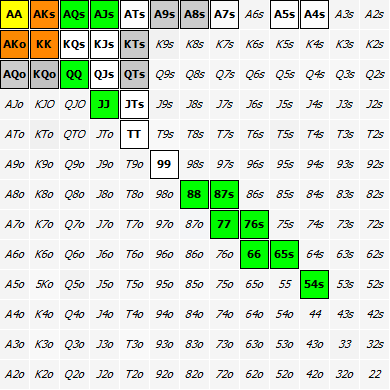 AA AKs AQs AJs ATs A9s A8s A7s A6s A5s A4s A3s A2s
AKo KK KQs KJs KTs K9s K8s K7s K6s K5s K4s K3s K2s
AQo KQo QQ QJs QTs Q9s Q8s Q7s Q6s Q5s Q4s Q3s Q2s
AJo KJO QJO JJ JTs J9s J8s J7s J6s J5s J4s J3s J2s
ATo KTo QTO JTo TT T9s T8s T7s T6s T5s T4s T3s T2s
A9o K9o Q9o J9o T9o 99 98s 97s 96s 95s 94s 93s 92s
A8o K8o Q8o J8o T8o 98o 88 87s 86s 85s 84s 83s 82s
A7o K7o Q7o J7o T7o 97o 87o 77 76s 75s 74s 73s 72s
A6o K6o Q6o J6o T6o 96o 86o 76o 66 65s 64s 63s 62s
A5o 5Ko Q5o J5o T5o 95o 85o 75o 65o 55 54s 53s 52s
A4o K4o Q4o J4o T4o 94o 84o 74o 64o 54o 44 43s 42s
A3o K3o Q3o J3o T3o 93o 83o 73o 63o 53o 43o 33 32s
A2o K2o Q2o J2o T2o 92o 82o 72o 62o 52o 42o 32o 22